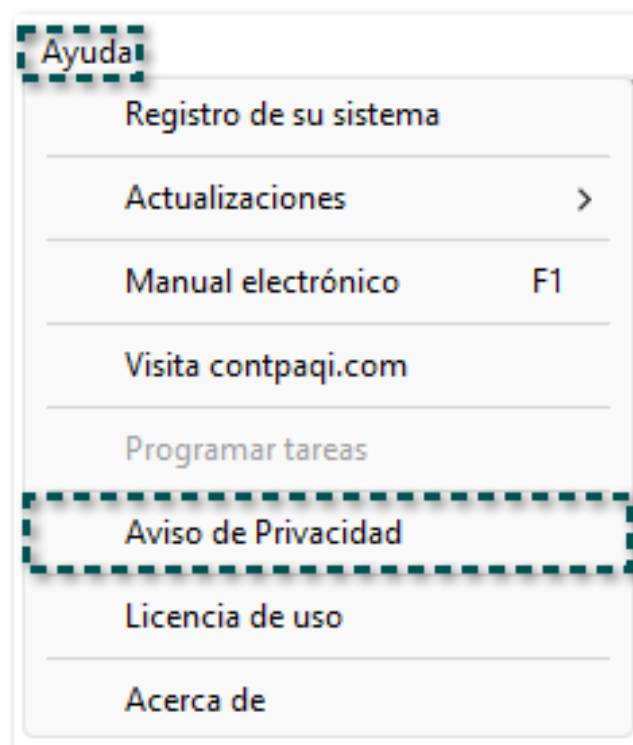 Ayuda
Registro de su sistema
Actualizaciones
Manual electrónico F1
Visita contpaqi.com
Programar tareas
Aviso de Privacidad
Licencia de uso
Acerca de